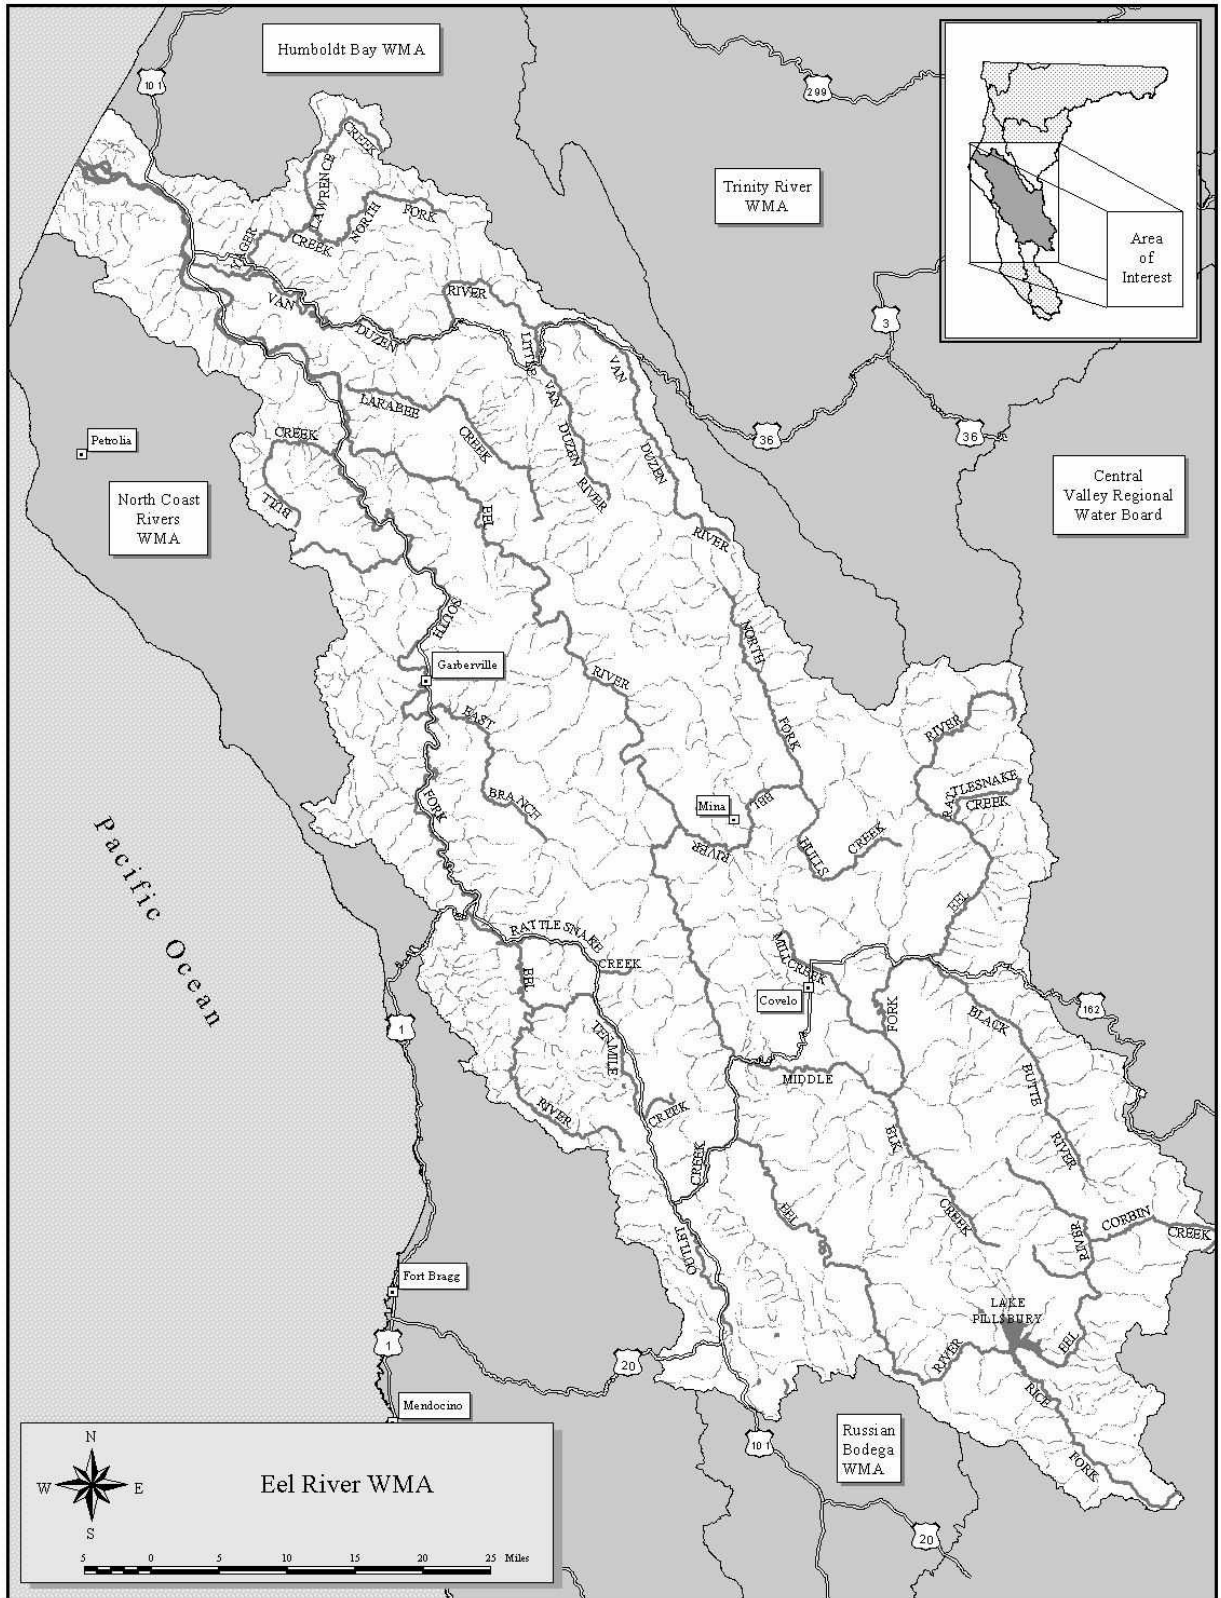 Humboldt Bay WMA
101
299
Trinity River
WMA
Area
of
Interest
LAWRENCE
CREEK
YAGER
CREEK
NORTH
FORK
VAN
DUZEN
RIVER
LITTLE
VAN
DUZEN
RIVER
VAN
DUZEN
RIVER
3
36
36
Petrolia
North Coast
Rivers
WMA
Central
Valley Regional
Water Board
CREEK
BULL
LARABEE
CREEK
EEL
RIVER
SOUTH
Garberville
EAST
BRANCH
FORK
NORTH
FORK
EEL
Mina
RIVER
HULLS
CREEK
RIVER
RATTLESNAKE
CREEK
EEL
Pacific Ocean
RATTLESNAKE
CREEK
EEL
TEN MILE
CREEK
RIVER
MILL CREEK
Covelo
FORK
162
BLACK
BUTTE
RIVER
MIDDLE
ELK
CREEK
1
CREEK
OUTLET
EEL
RIVER
RIVER
CORBIN
CREEK
LAKE
PILLSBURY
EEL
RICE
FORK
Fort Bragg
1
20
Mendocino
101
Russian
Bodega
WMA
20
N
W
E
S
Eel River WMA
5 0 5 10 15 20 25 Miles